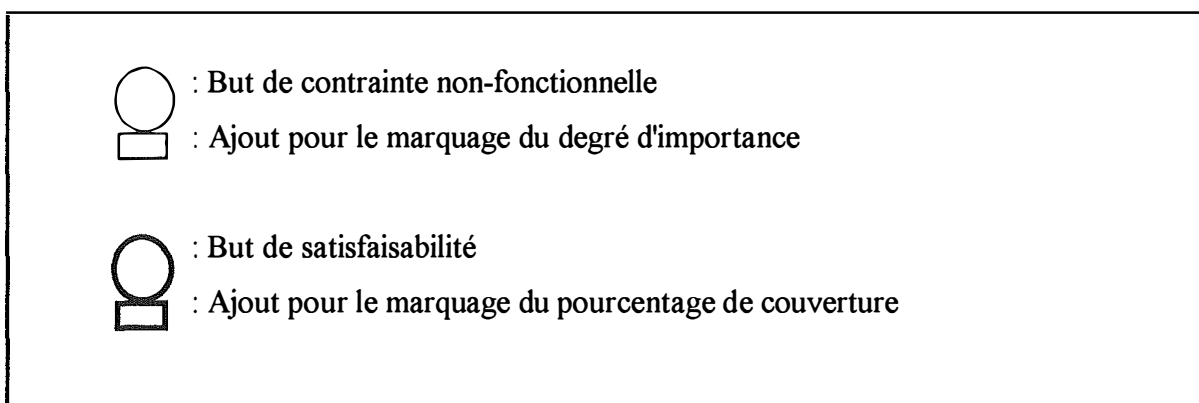 : But de contrainte non-fonctionnelle
: Ajout pour le marquage du degré d'importance
: But de satisfaisabilité
: Ajout pour le marquage du pourcentage de couverture